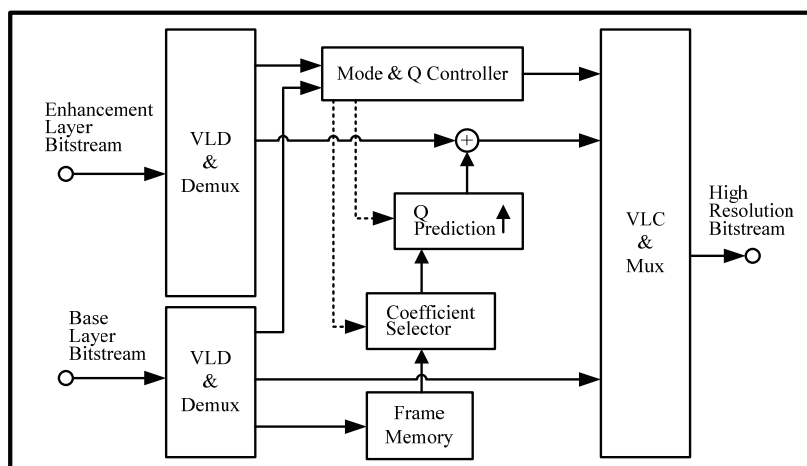 Enhancement
Layer
Bitstream
VLD
&
Demux
Mode & Q Controller
+
Q
Prediction
Coefficient
Selector
Frame
Memory
Base
Layer
Bitstream
VLD
&
Demux
VLC
&
Mux
High
Resolution
Bitstream